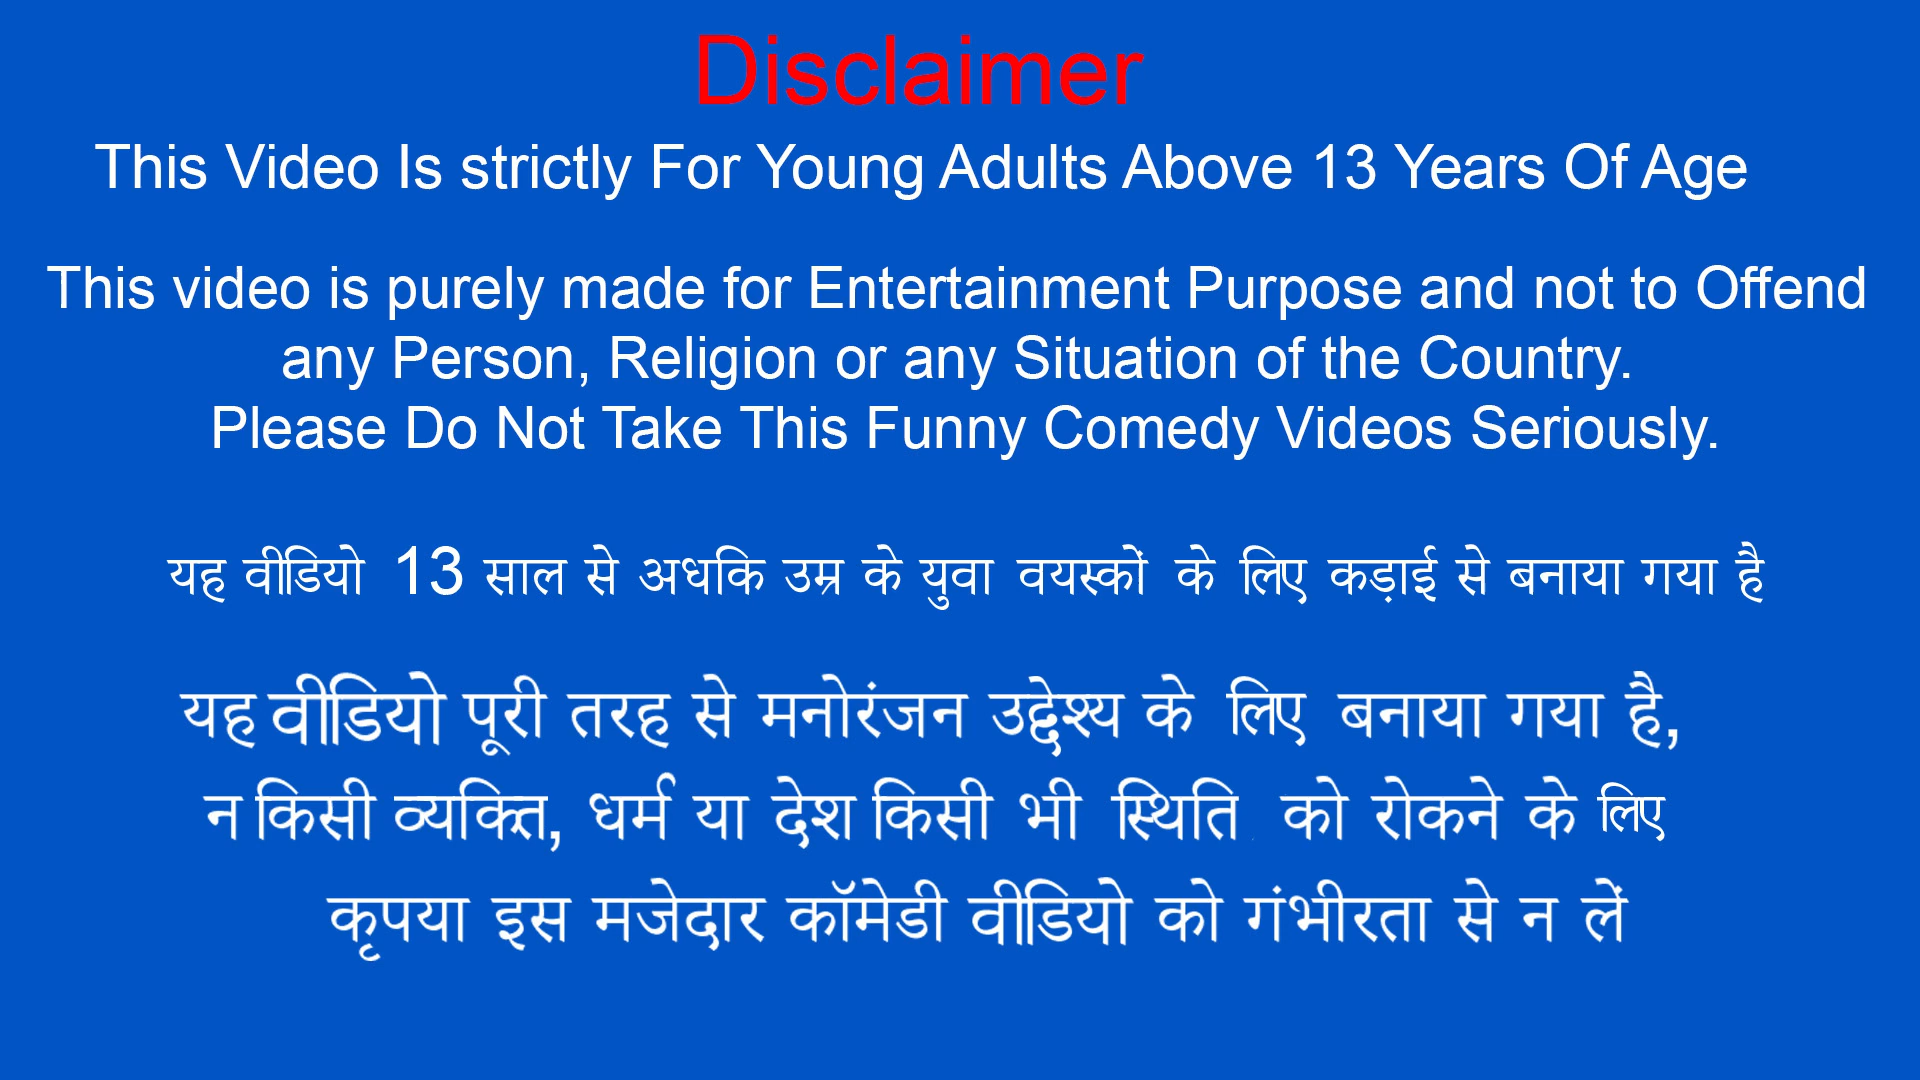 Disclaimer
This Video Is strictly For Young Adults Above 13 Years Of Age
This video is purely made for Entertainment Purpose and not to Offend
any Person, Religion or any Situation of the Country.
Please Do Not Take This Funny Comedy Videos Seriously.
यह वीडियो 13 साल से अधकि उम्र के युवा वयस्कों के लिए कड़ाई से बनाया गया है
यह वीडियो पूरी तरह से मनोरंजन उद्देश्य के लिए बनाया गया है,
न किसी व्यक्ति, धर्म या देश किसी भी स्थिति को रोकने के लिए
कृपया इस मजेदार कॉमेडी वीडियो को गंभीरता से न लें